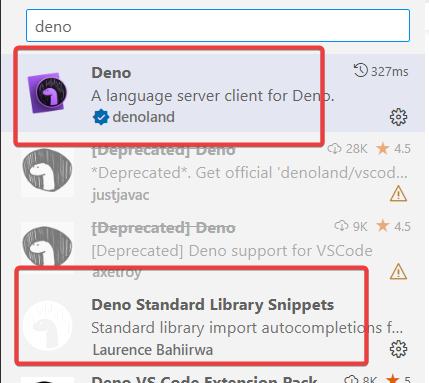 deno
Deno
327ms
A language server client for Deno.
denoland
[Deprecated] Deno
28K
4.5
*Deprecated*. Get official 'denoland/vscod...
justjavac
[Deprecated] Deno
9K
4.5
[Deprecated] Deno support for VSCode
axetroy
Deno Standard Library Snippets
Standard library import autocompletions f...
Laurence Bahiirwa
Deno VS Code Extension Pack
8K
5